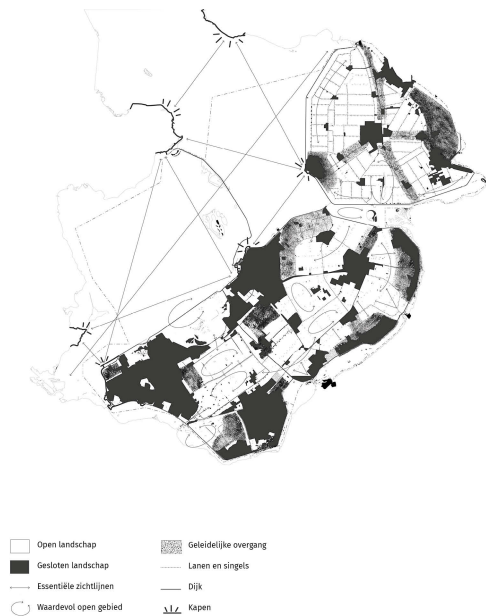 Open landschap
Gesloten landschap
Essentiële zichtlijnen
Waardevol open gebied
Geleidelijke overgang
Lanen en singels
Dijk
Kapen